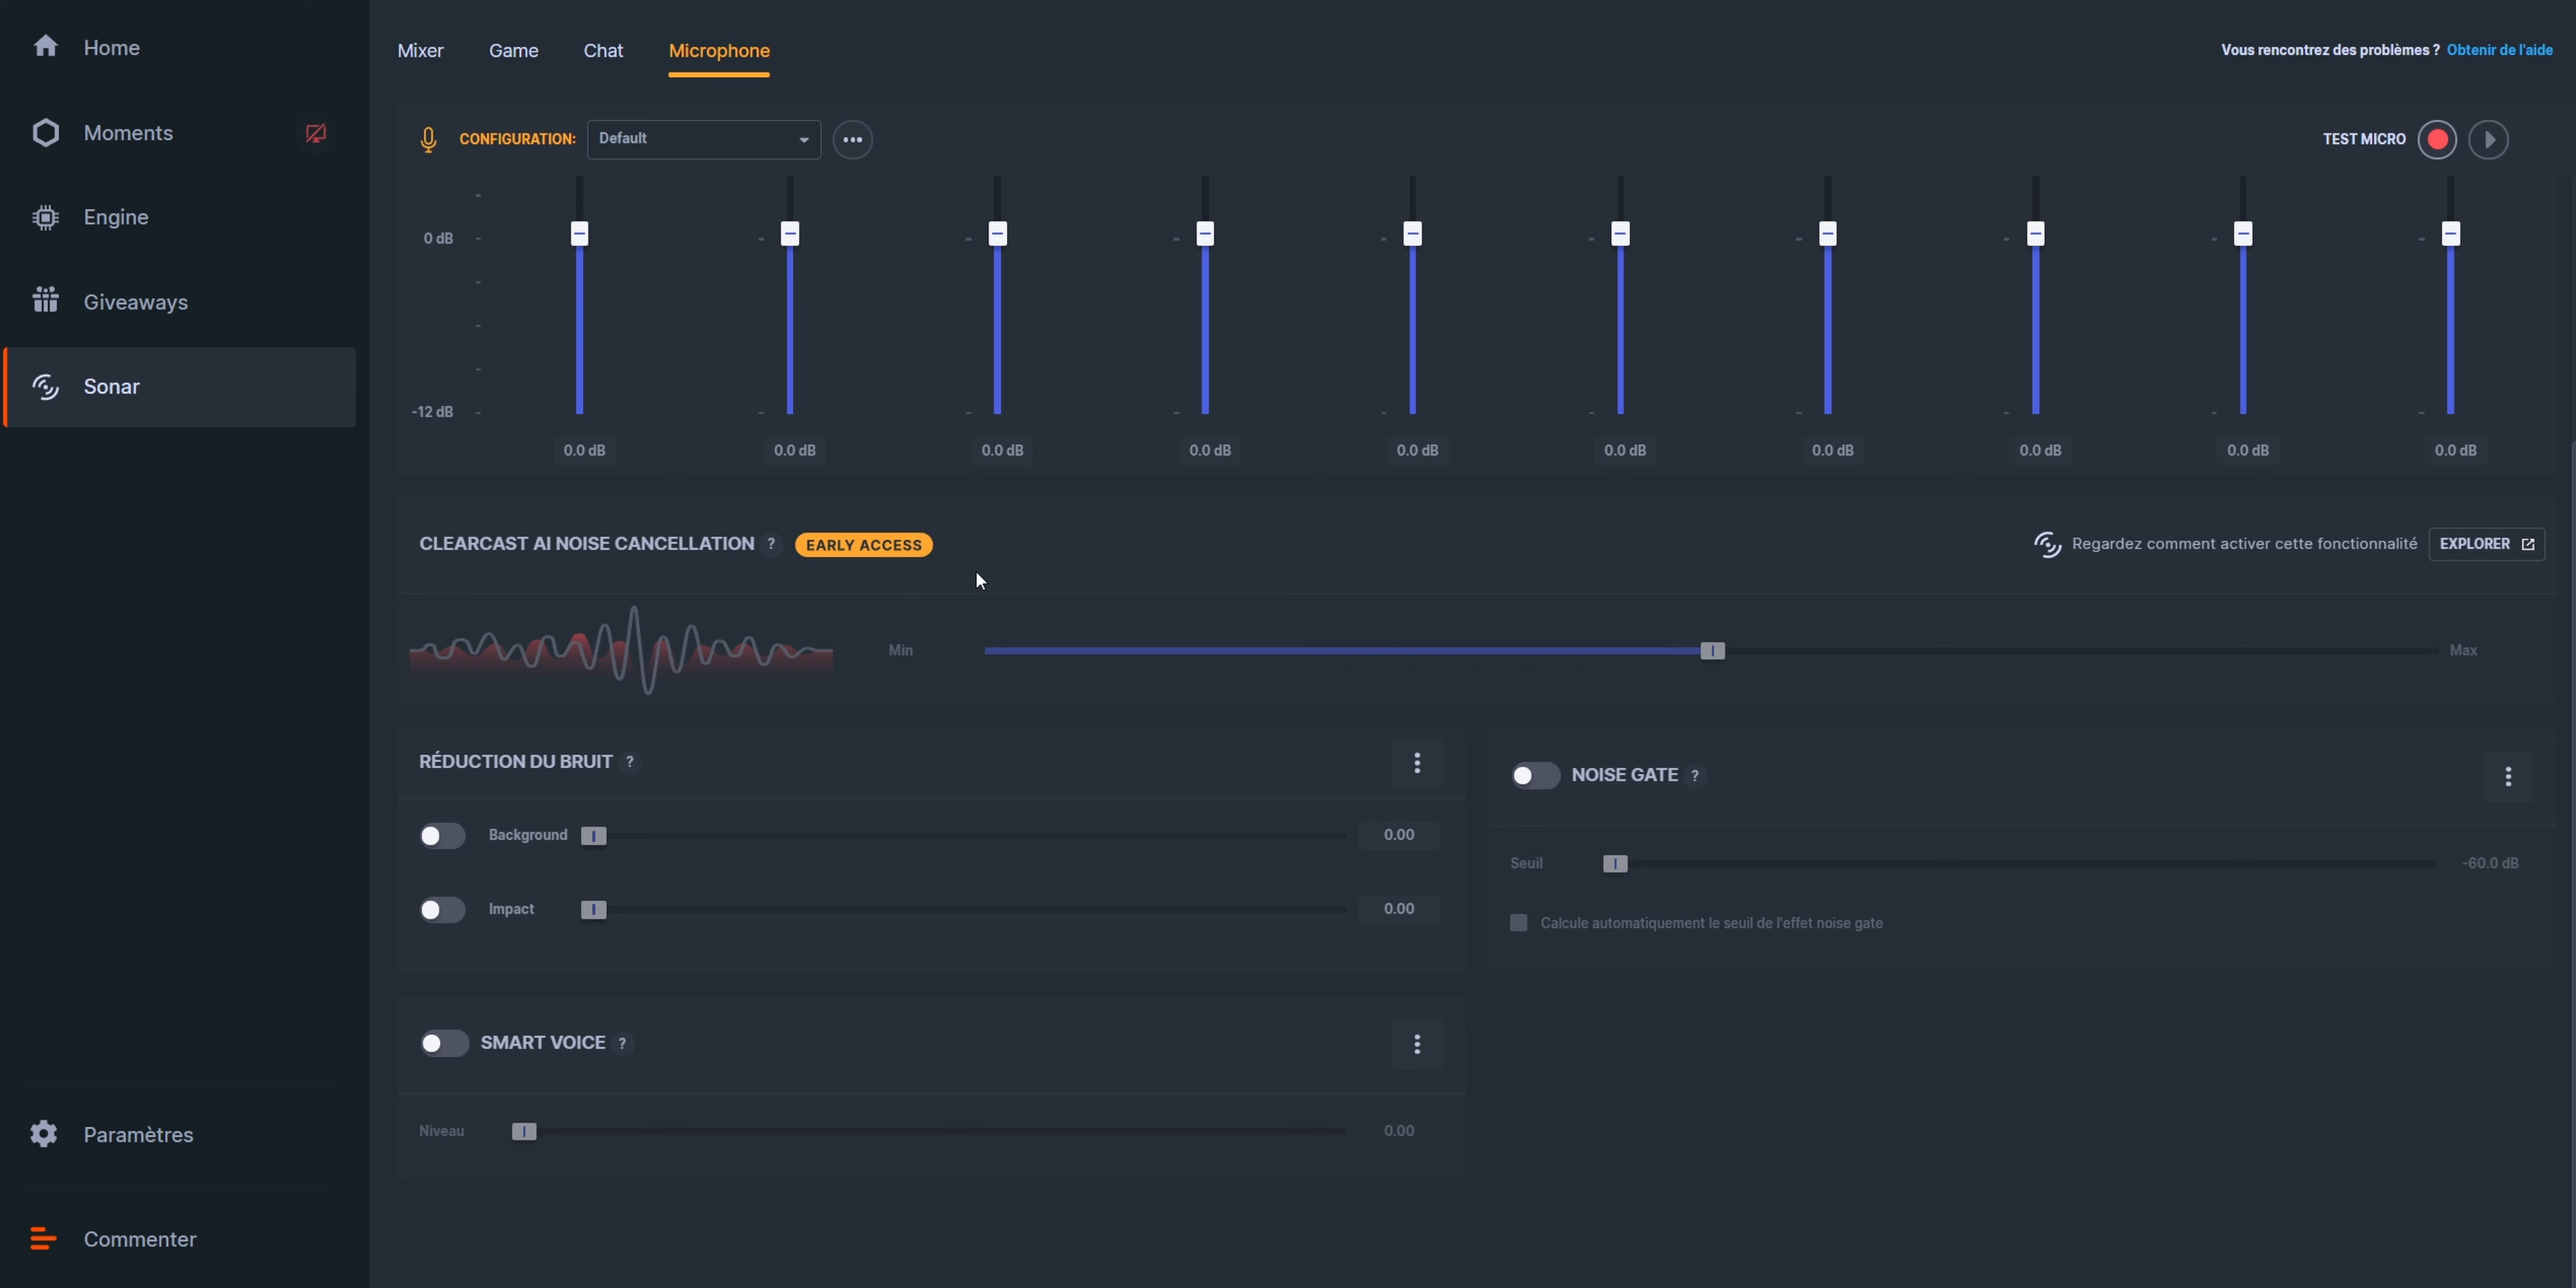 Home
Moments
Engine
Giveaways
Sonar
Paramètres
Commenter
Mixer Game Chat Microphone
Vous rencontrez des problèmes ? Obtenir de l'aide
CONFIGURATION: Default
TEST MICRO
0 dB
-12 dB
0.0 dB 0.0 dB 0.0 dB 0.0 dB 0.0 dB 0.0 dB 0.0 dB 0.0 dB 0.0 dB 0.0 dB
CLEARCAST AI NOISE CANCELLATION ? EARLY ACCESS
Regardez comment activer cette fonctionnalité EXPLORER
Min Max
RÉDUCTION DU BRUIT ?
Background 0.00
Impact 0.00
NOISE GATE ?
Seuil -60.0 dB
Calcule automatiquement le seuil de l'effet noise gate
SMART VOICE ?
Niveau 0.00